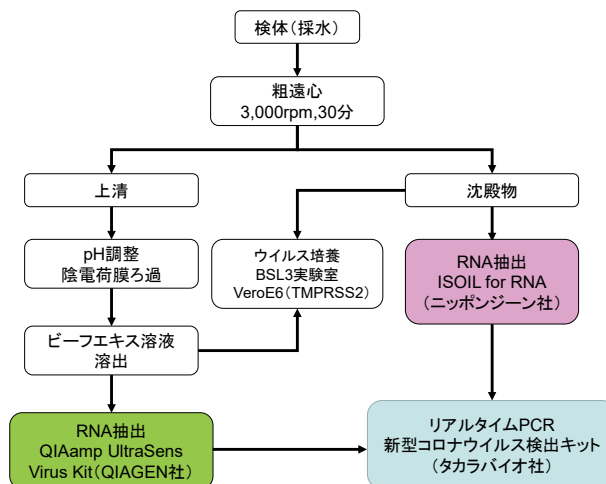 検体（採水）
粗遠心
3,000rpm,30分
上清
沈殿物
pH調整
陰電荷膜ろ過
ウイルス培養
BSL3実験室
VeroE6（TMPRSS2）
RNA抽出
ISOIL for RNA
（ニッポンジーン社）
ビーフエキス溶液
溶出
RNA抽出
QIAamp UltraSens
Virus Kit（QIAGEN社）
リアルタイムPCR
新型コロナウイルス検出キット
（タカラバイオ社）